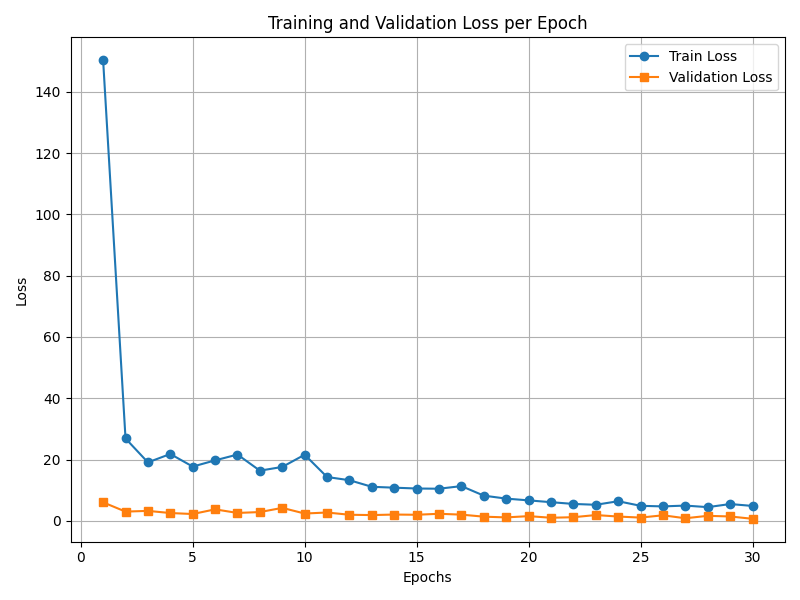 Training and Validation Loss per Epoch
Train Loss
Validation Loss
140
120
100
80
60
40
20
0
Loss
0 5 10 15 20 25 30
Epochs